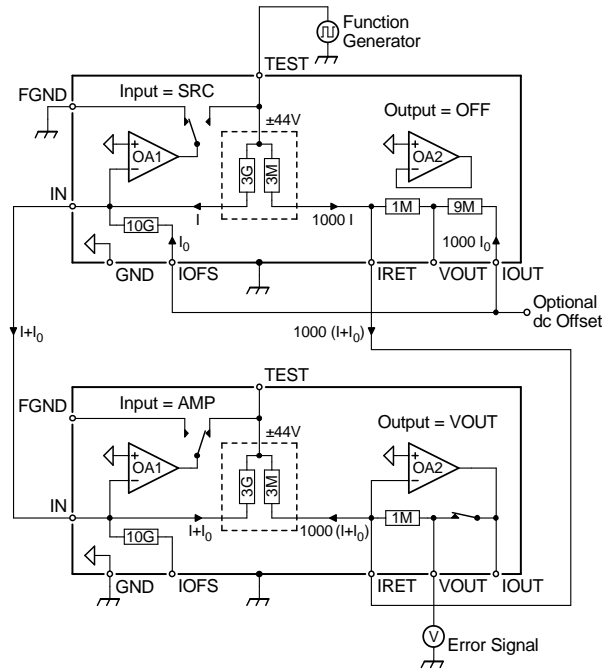 Function
Generator
TEST
FGND
Input = SRC
±44V
Output = OFF
+
OA1
−
+
OA2
−
3G
3M
IN
I
1000 I
1M
9M
10G
I0
1000 I0
GND
IOFS
IRET
VOUT
IOUT
Optional
dc Offset
I+I0
1000 (I+I0)
TEST
FGND
Input = AMP
±44V
Output = VOUT
+
OA1
−
+
OA2
−
3G
3M
IN
I+I0
1000 (I+I0)
1M
10G
GND
IOFS
IRET
VOUT
IOUT
V
Error Signal